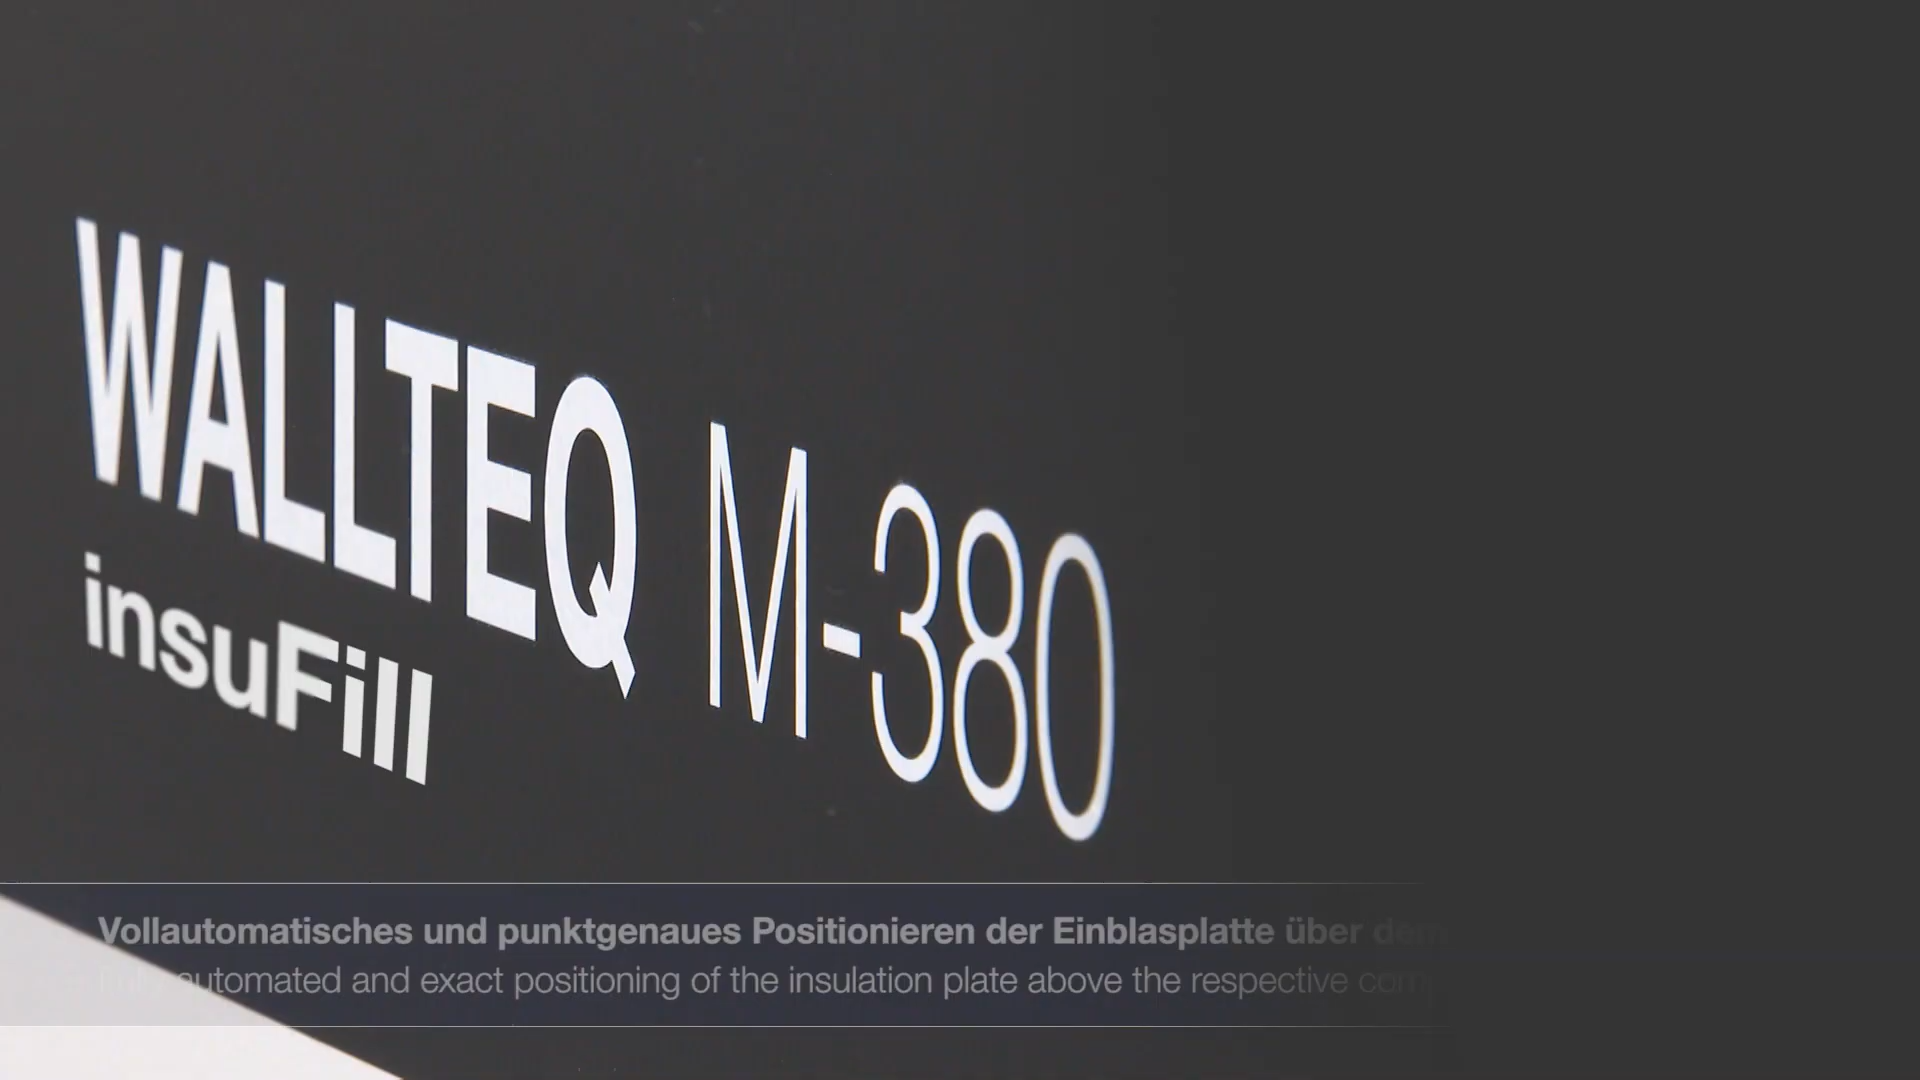 WALLTEQ M-380
insuFill
Vollautomatisches und punktgenaues Positionieren der Einblasplatte über
automated and exact positioning of the insulation plate above the respective